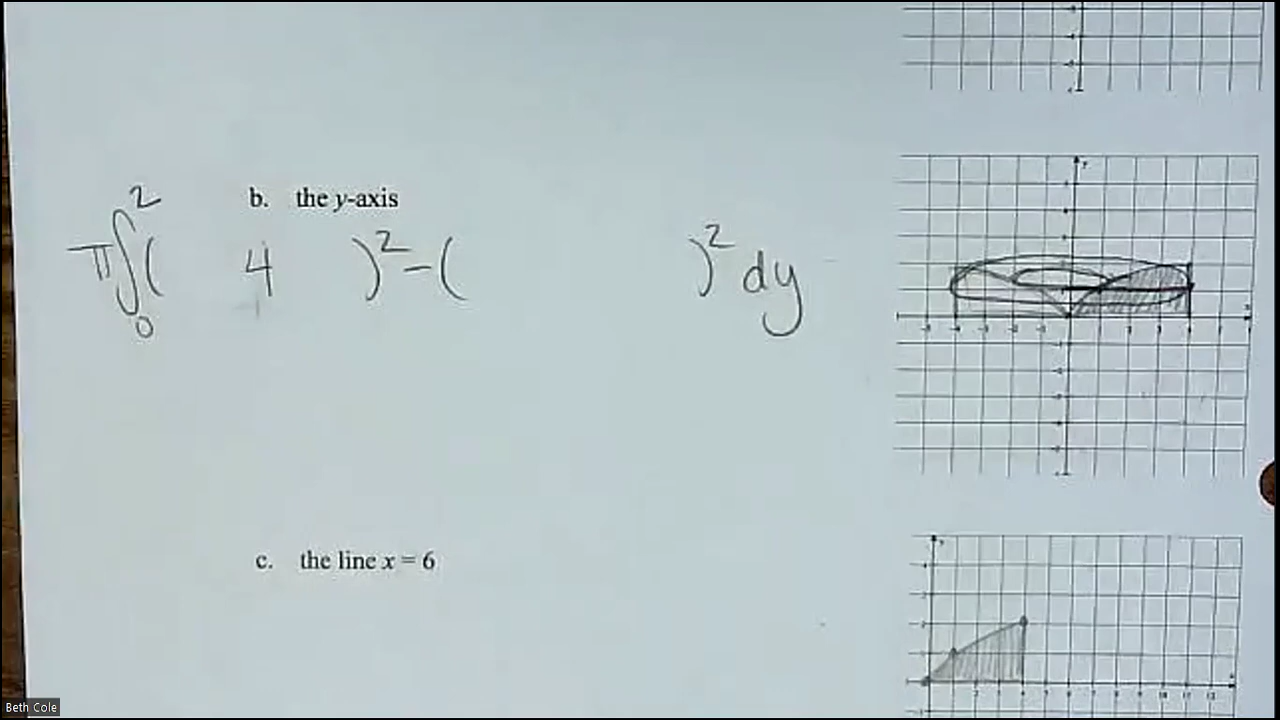 b. the y-axis
π∫₀²( 4 )² - ( )² dy
c. the line x = 6
Beth Cole